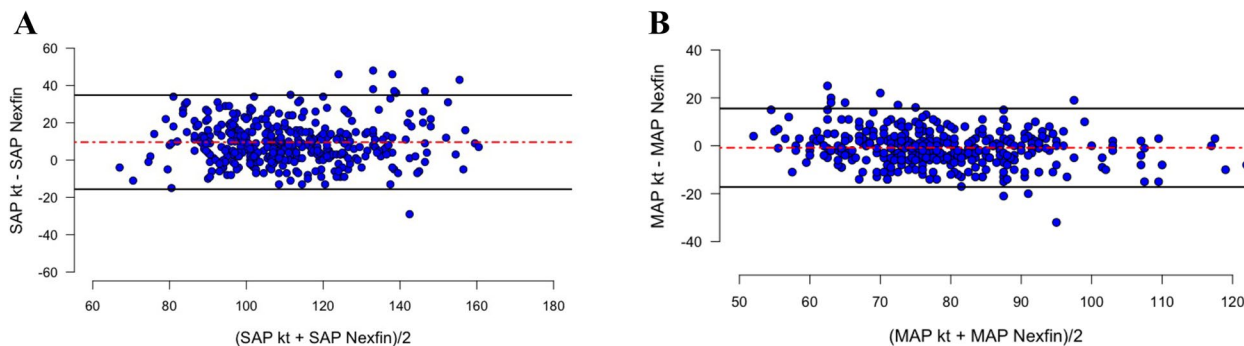 A
60
40
20
0
-20
-40
-60
SAP kt - SAP Nexfin
60 80 100 120 140 160 180
(SAP kt + SAP Nexfin)/2
B
40
20
0
-20
-40
MAP kt - MAP Nexfin
50 60 70 80 90 100 110 120
(MAP kt + MAP Nexfin)/2